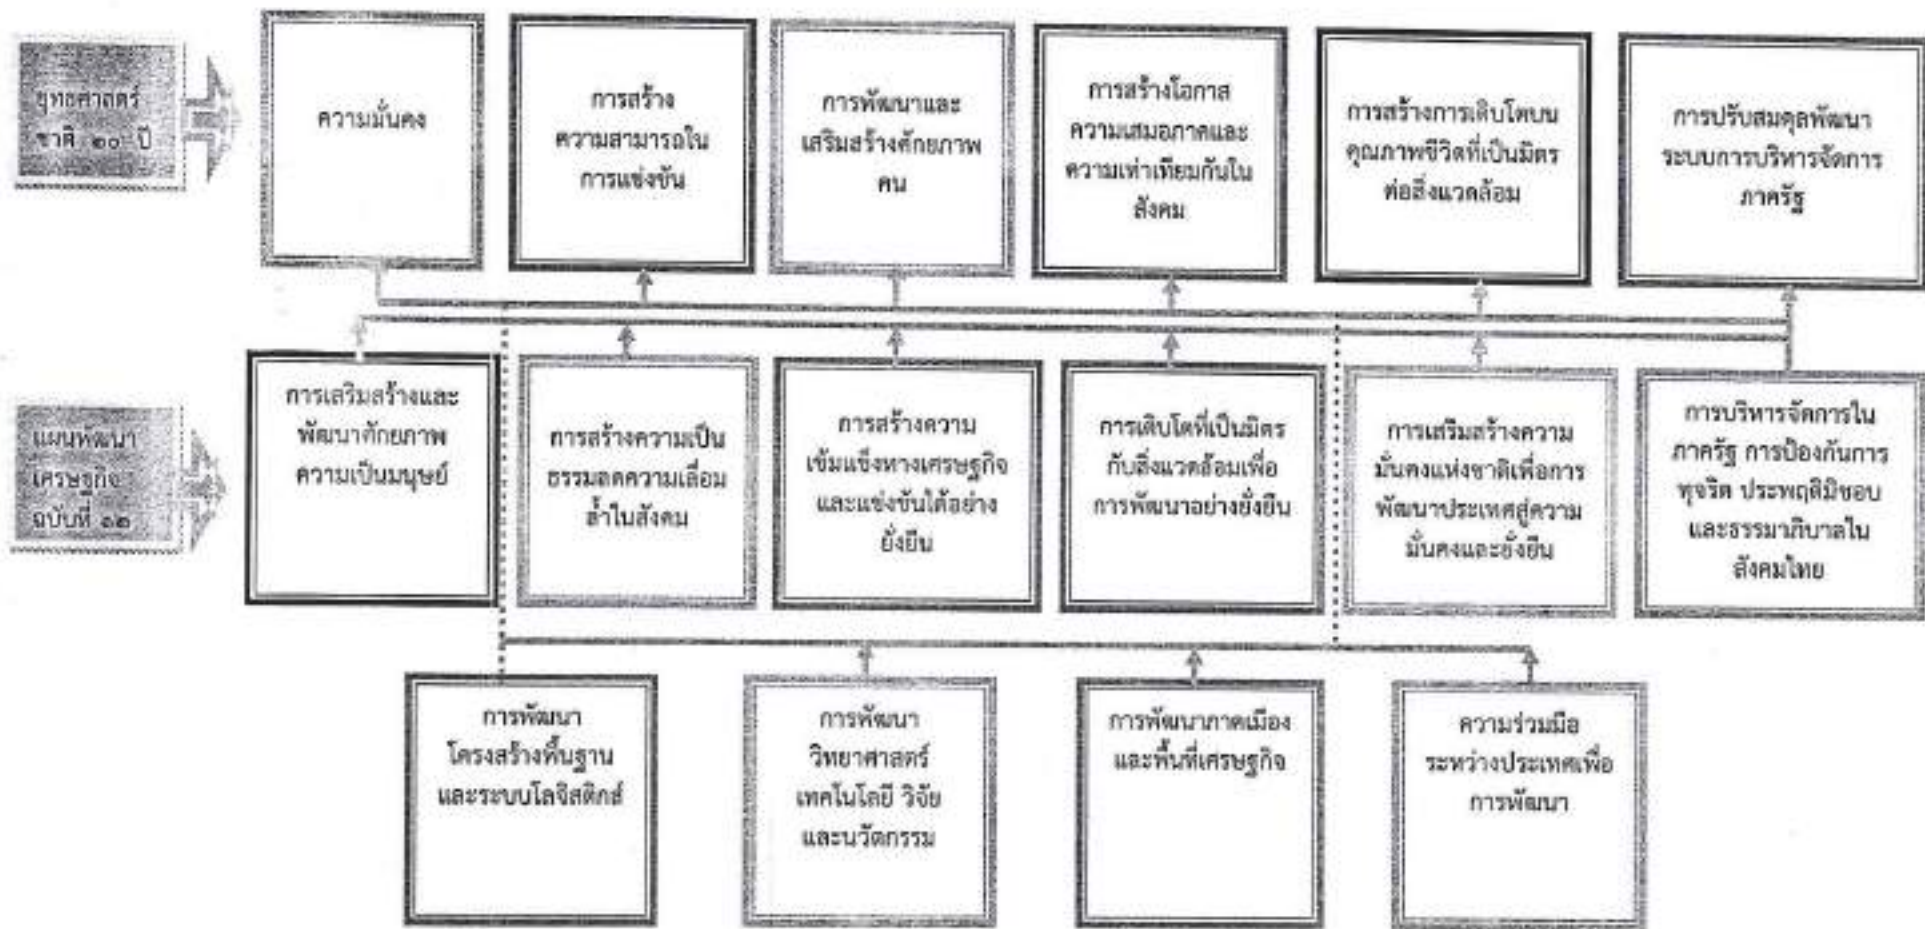 ยุทธศาสตร์
ชาติ ๒๐ ปี
ความมั่นคง
การสร้าง
ความสามารถใน
การแข่งขัน
การพัฒนาและ
เสริมสร้างศักยภาพ
คน
การสร้างโอกาส
ความเสมอภาคและ
ความเท่าเทียมกันใน
สังคม
การสร้างการเติบโตบน
คุณภาพชีวิตที่เป็นมิตร
ต่อสิ่งแวดล้อม
การปรับสมดุลพัฒนา
ระบบการบริหารจัดการ
ภาครัฐ
แผนพัฒนา
เศรษฐกิจ
ฉบับที่ ๑๒
การเสริมสร้างและ
พัฒนาศักยภาพ
ความเป็นมนุษย์
การสร้างความเป็น
ธรรมลดความเลื่อม
ล้ำในสังคม
การสร้างความ
เข้มแข็งทางเศรษฐกิจ
และแข่งขันได้อย่าง
ยั่งยืน
การเติบโตที่เป็นมิตร
กับสิ่งแวดล้อมเพื่อ
การพัฒนาอย่างยั่งยืน
การเสริมสร้างความ
มั่นคงแห่งชาติเพื่อการ
พัฒนาประเทศสู่ความ
มั่นคงและยั่งยืน
การบริหารจัดการใน
ภาครัฐ การป้องกันการ
ทุจริต ประพฤติมิชอบ
และธรรมาภิบาลใน
สังคมไทย
การพัฒนา
โครงสร้างพื้นฐาน
และระบบโลจิสติกส์
การพัฒนา
วิทยาศาสตร์
เทคโนโลยี วิจัย
และนวัตกรรม
การพัฒนาภาคเมือง
และพื้นที่เศรษฐกิจ
ความร่วมมือ
ระหว่างประเทศเพื่อ
การพัฒนา